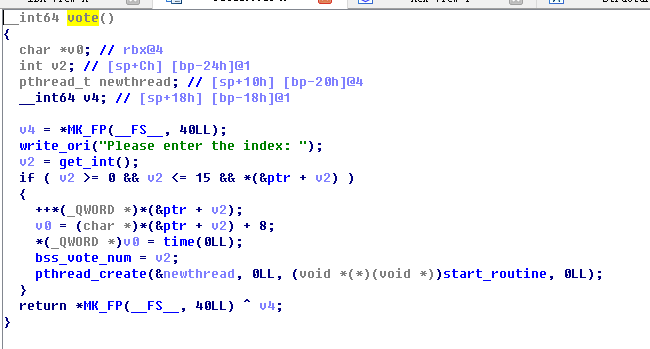 __int64 vote()
{
  char *v0; // rbx@4
  int v2; // [sp+Ch] [bp-24h]@1
  pthread_t newthread; // [sp+10h] [bp-20h]@4
  __int64 v4; // [sp+18h] [bp-18h]@1

  v4 = *MK_FP(__FS__, 40LL);
  write_ori("Please enter the index: ");
  v2 = get_int();
  if ( v2 >= 0 && v2 <= 15 && *(&ptr + v2) )
  {
    ++*(_QWORD *)*(&ptr + v2);
    v0 = (char *)*(&ptr + v2) + 8;
    *(_QWORD *)v0 = time(0LL);
    bss_vote_num = v2;
    pthread_create(&newthread, 0LL, (void *(*)(void *))start_routine, 0LL);
  }
  return *MK_FP(__FS__, 40LL) ^ v4;
}